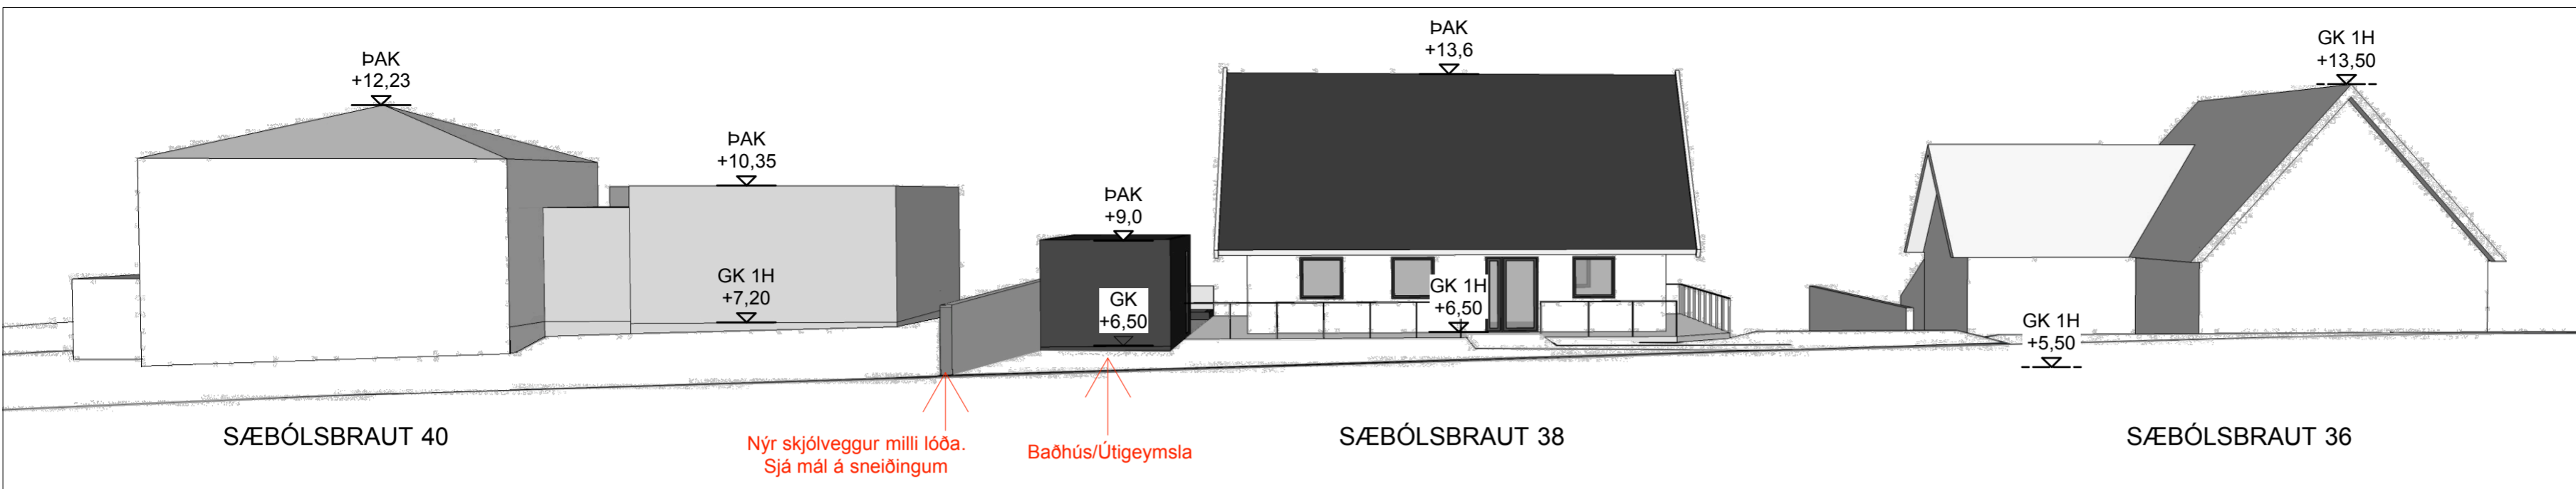 ÞAK
+12,23
ÞAK
+10,35
GK 1H
+7,20
ÞAK
+9,0
GK
+6,50
ÞAK
+13,6
GK 1H
+6,50
GK 1H
+13,50
GK 1H
+5,50
SÆBÓLSBRAUT 40
Nýr skjólveggur milli lóða.
Sjá mál á sneiðingum
Baðhús/Útigeymsla
SÆBÓLSBRAUT 38
SÆBÓLSBRAUT 36